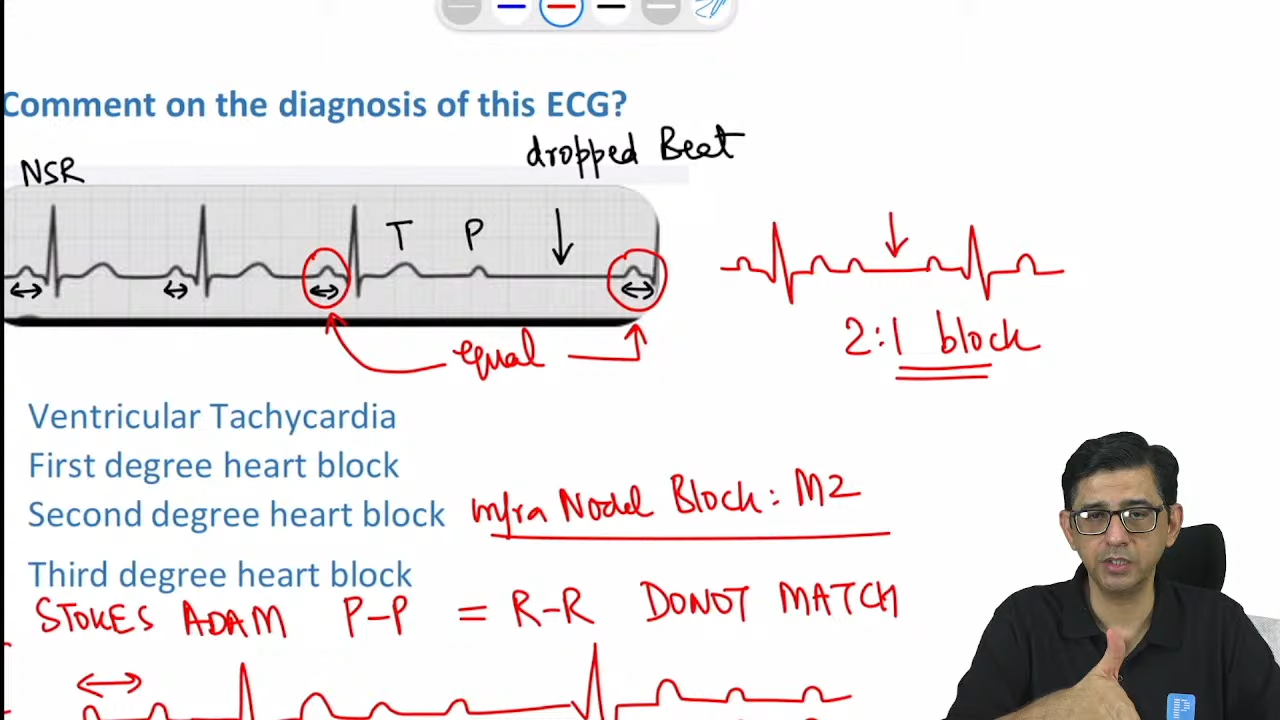 Comment on the diagnosis of this ECG?
dropped Beat
NSR
T P
equal
2:1 block
Ventricular Tachycardia
First degree heart block
Second degree heart block
infra Nodal Block: M2
Third degree heart block
STOKES ADAM P-P = R-R DONOT MATCH